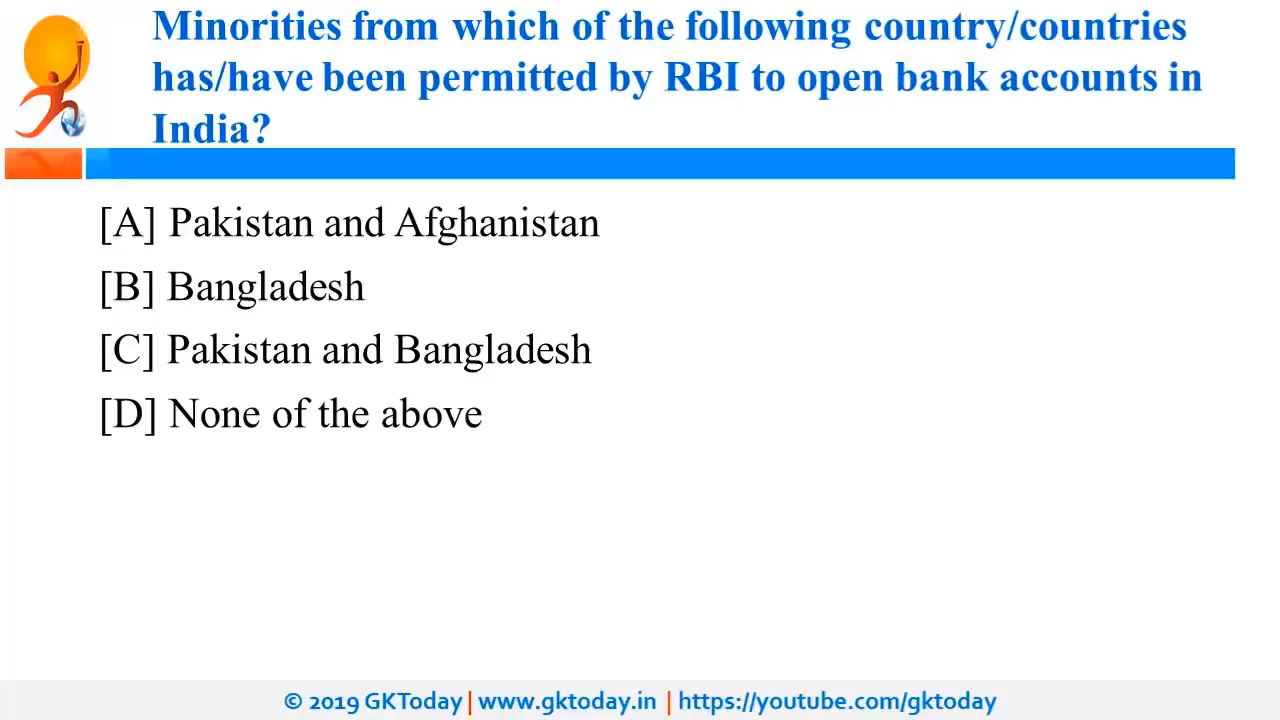 Minorities from which of the following country/countries
has/have been permitted by RBI to open bank accounts in
India?
[A] Pakistan and Afghanistan
[B] Bangladesh
[C] Pakistan and Bangladesh
[D] None of the above
© 2019 GKToday | www.gktoday.in | https://youtube.com/gktoday